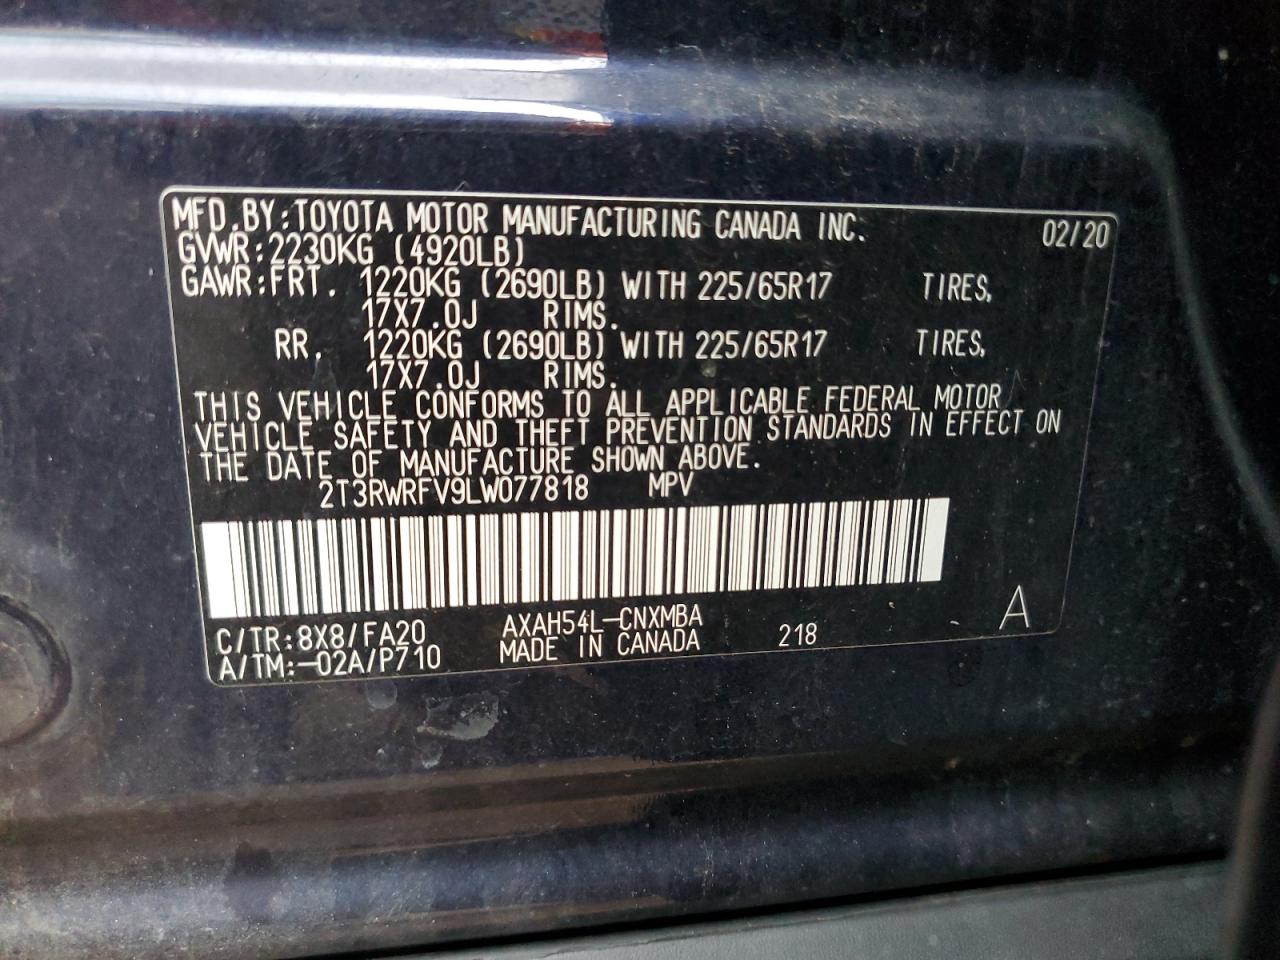 MFD.BY:TOYOTA MOTOR MANUFACTURING CANADA INC. 02/20
GVWR:2230KG (4920LB)
GAWR:FRT. 1220KG (2690LB) WITH 225/65R17 TIRES,
17X7.0J RIMS.
RR. 1220KG (2690LB) WITH 225/65R17 TIRES,
17X7.0J RIMS.
THIS VEHICLE CONFORMS TO ALL APPLICABLE FEDERAL MOTOR
VEHICLE SAFETY AND THEFT PREVENTION STANDARDS IN EFFECT ON
THE DATE OF MANUFACTURE SHOWN ABOVE.
2T3RWRFV9LW077818 MPV
C/TR:8X8/FA20 AXAH54L-CNXMBA
A/TM:-02A/P710 MADE IN CANADA 218 A